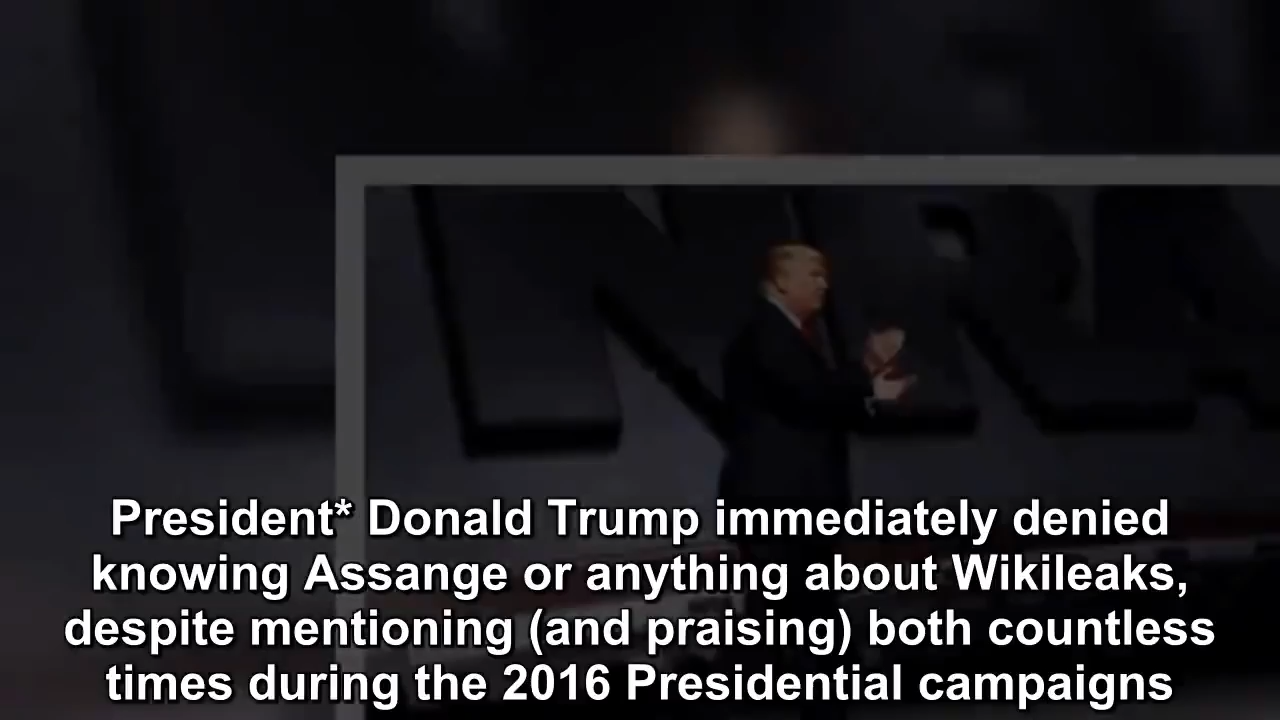 President* Donald Trump immediately denied
knowing Assange or anything about Wikileaks,
despite mentioning (and praising) both countless
times during the 2016 Presidential campaigns